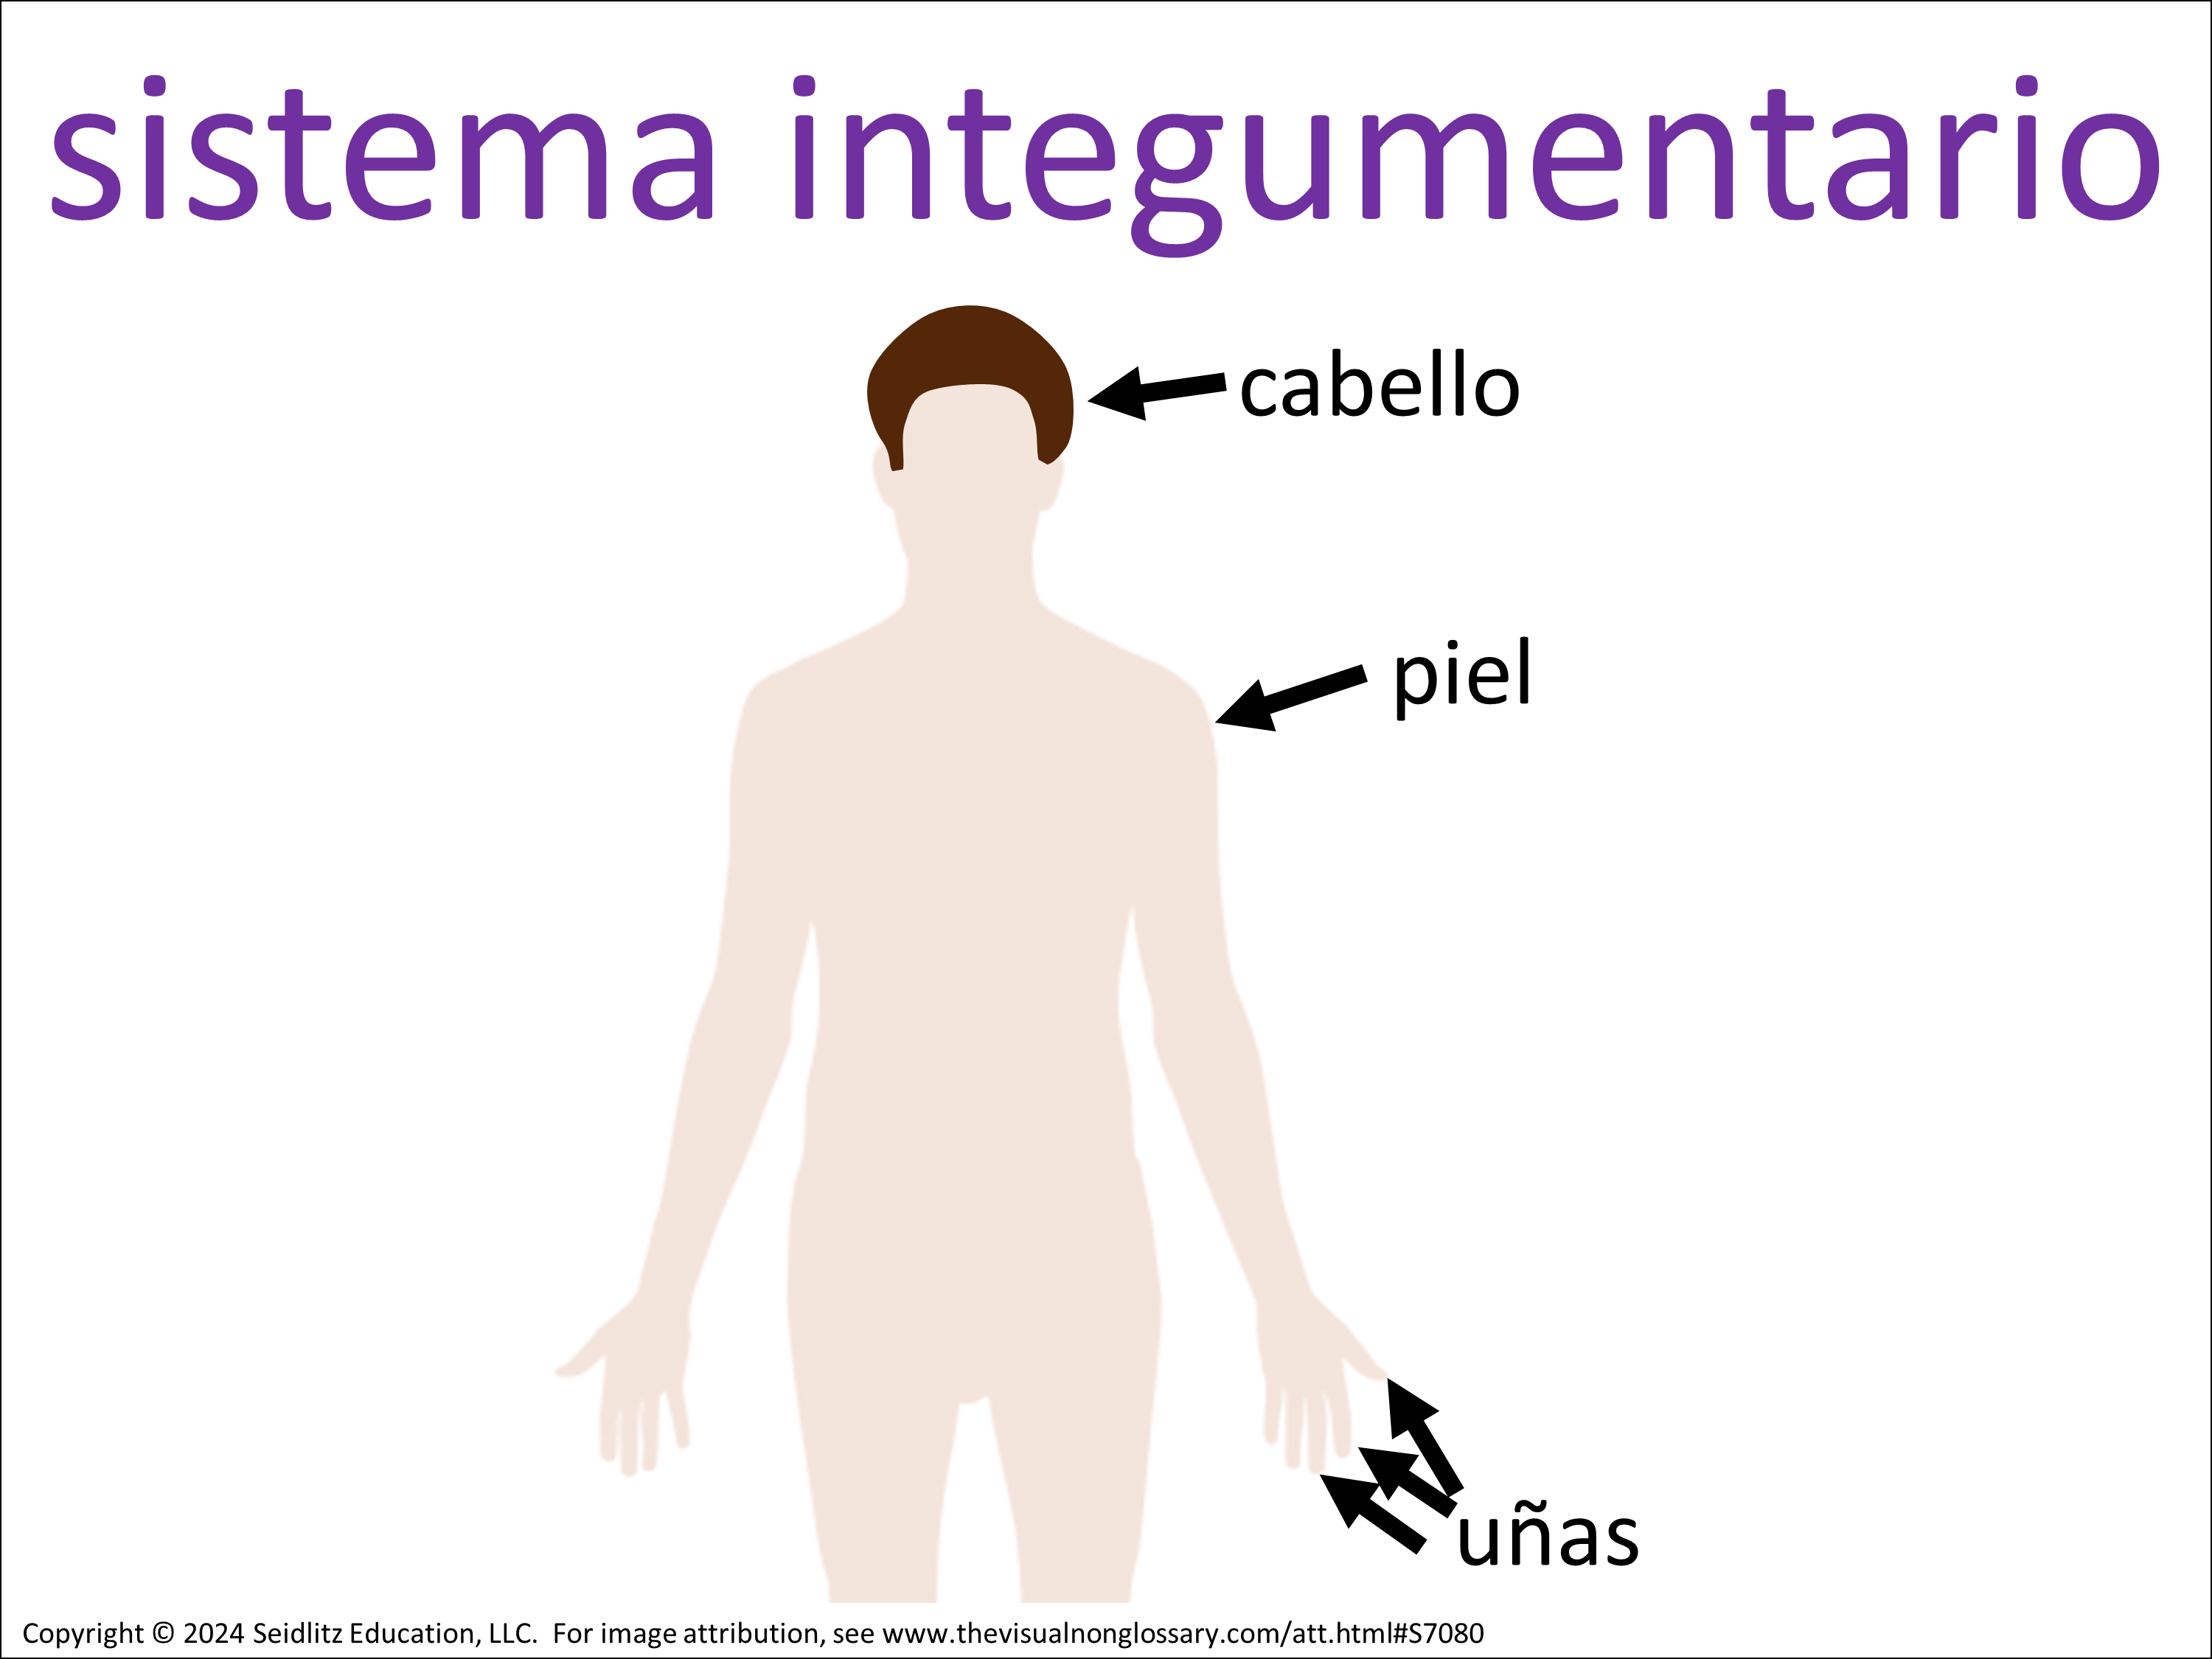 sistema integumentario
cabello
piel
uñas
Copyright © 2024 Seidlitz Education, LLC.  For image attribution, see www.thevisualnonglossary.com/att.html#S7080